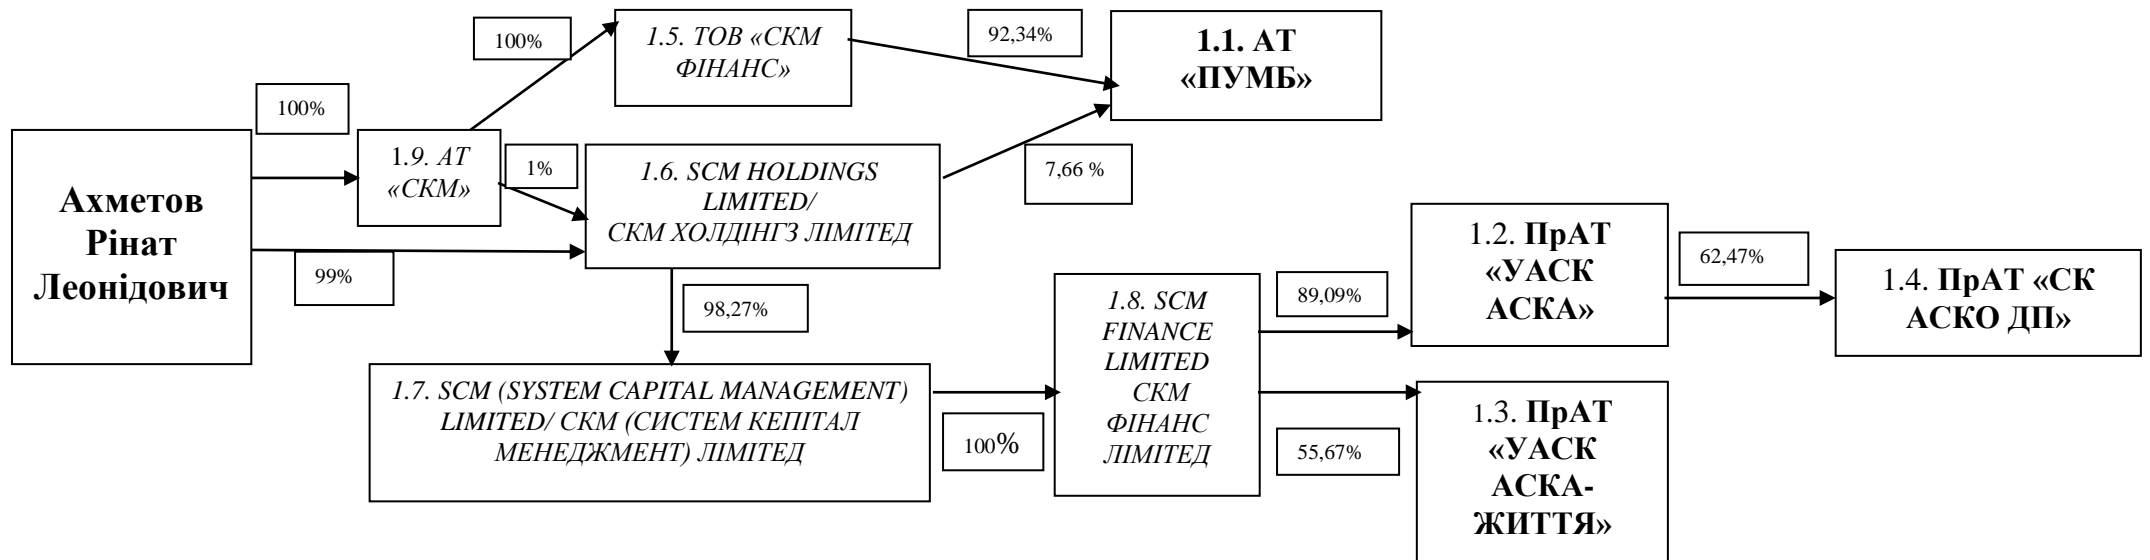 100%
1.5. ТОВ «СКМ
ФІНАНС»
92,34%
1.1. АТ
«ПУМБ»
100%
Ахметов
Рінат
Леонідович
1.9. АТ
«СКМ»
1%
1.6. SCM HOLDINGS
LIMITED/
СКМ ХОЛДІНГЗ ЛІМІТЕД
7,66 %
99%
98,27%
1.7. SCM (SYSTEM CAPITAL MANAGEMENT)
LIMITED/ СКМ (СИСТЕМ КЕПІТАЛ
МЕНЕДЖМЕНТ) ЛІМІТЕД
100%
1.8. SCM
FINANCE
LIMITED
СКМ
ФІНАНС
ЛІМІТЕД
89,09%
1.2. ПрАТ
«УАСК
АСКА»
62,47%
1.4. ПрАТ «СК
АСКО ДП»
55,67%
1.3. ПрАТ
«УАСК
АСКА-
ЖИТТЯ»